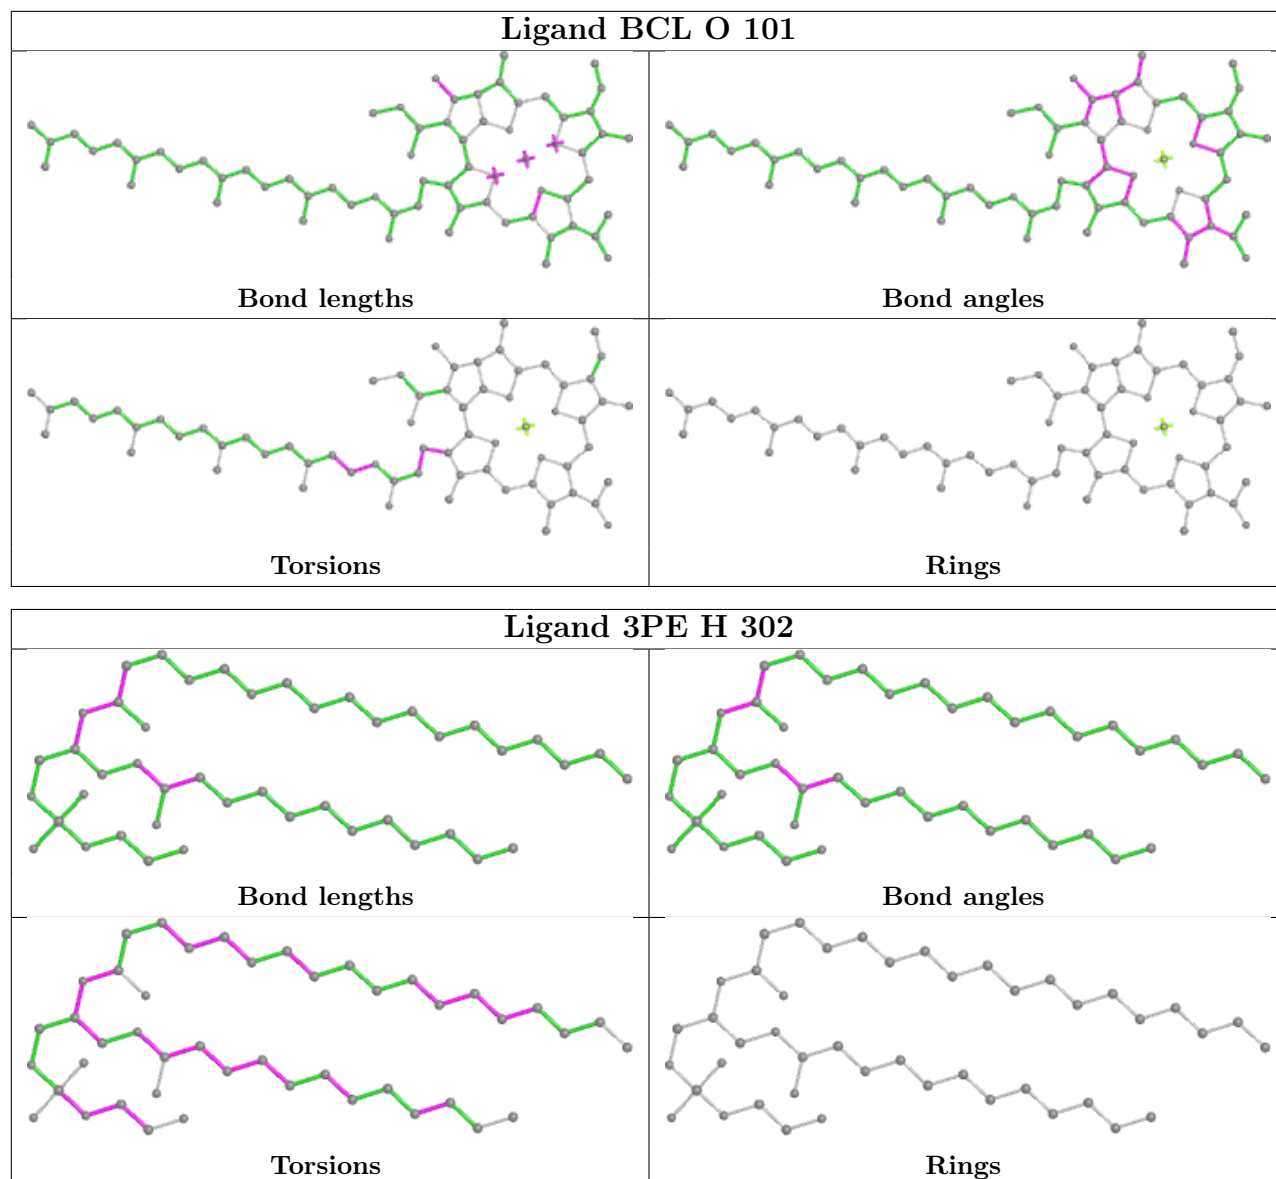 Ligand BCL O 101
Bond lengths
Bond angles
Torsions
Rings
Ligand 3PE H 302
Bond lengths
Bond angles
Torsions
Rings